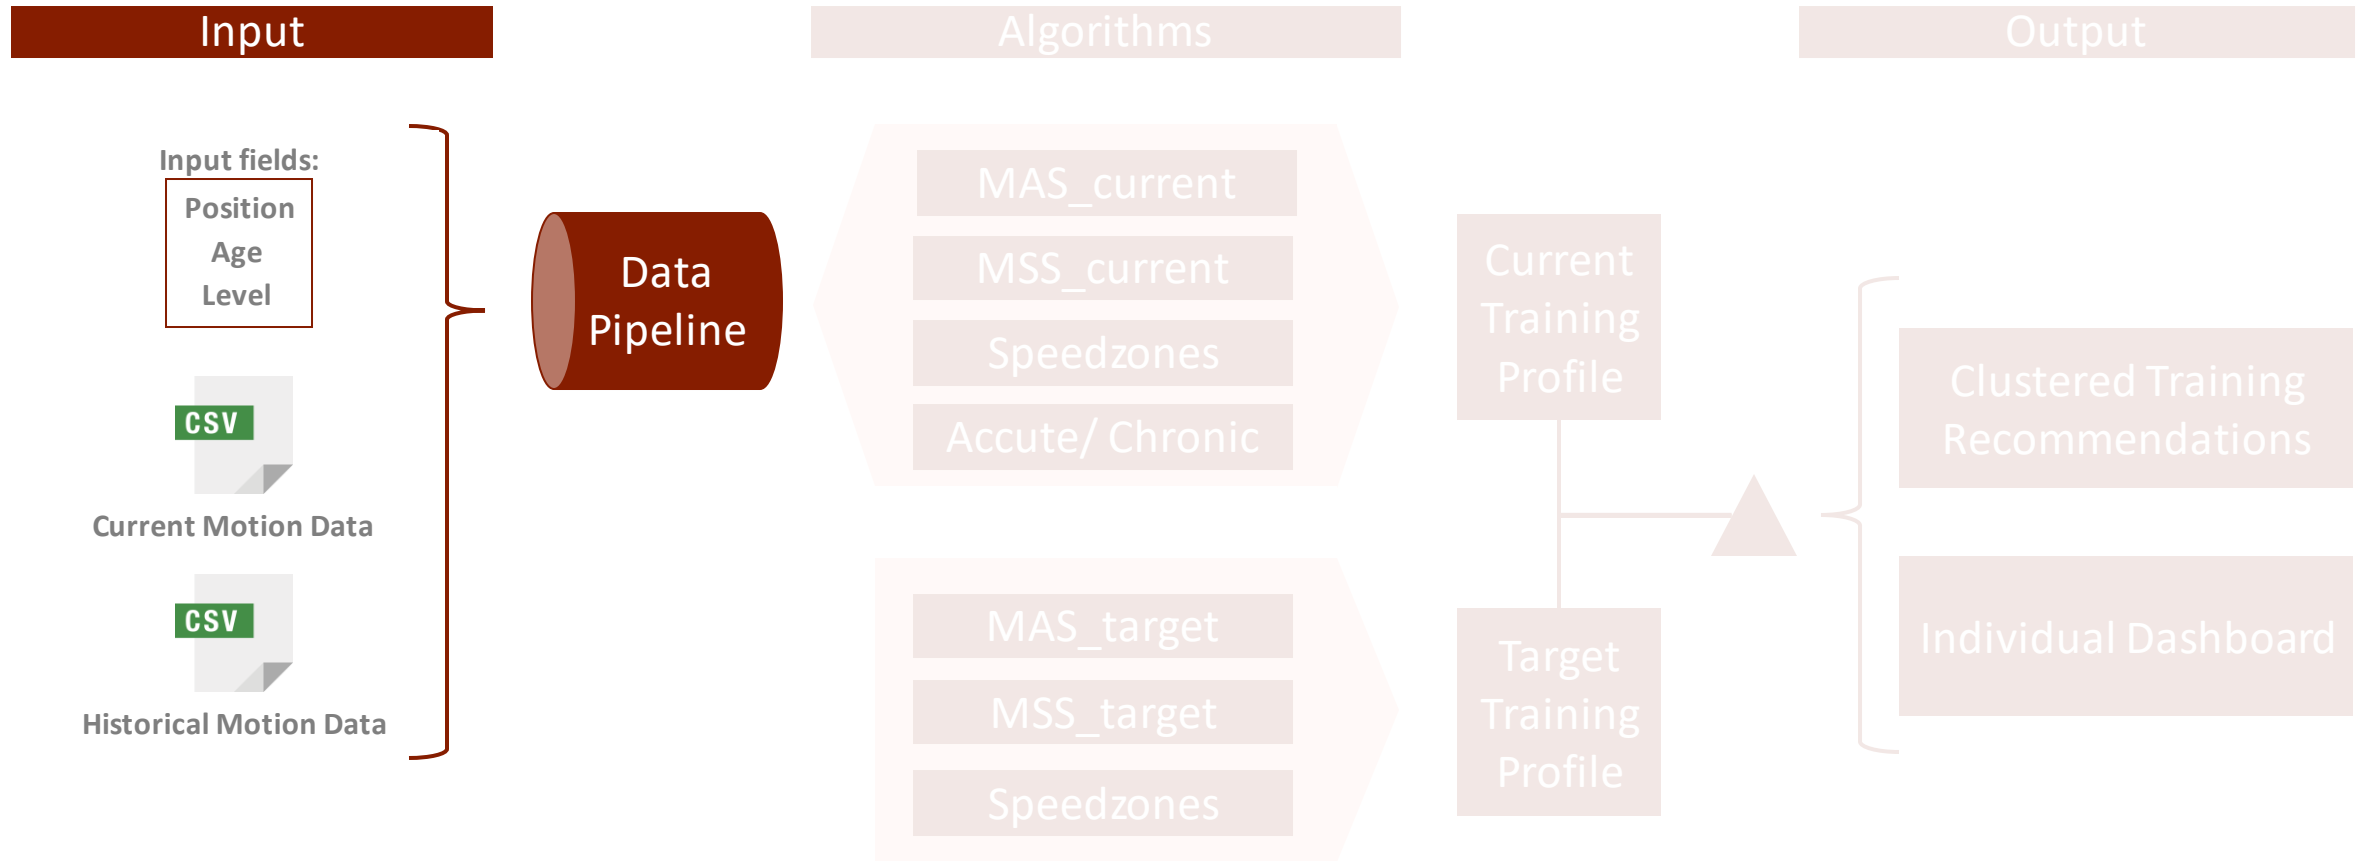 Input
Algorithms
Output
Input fields:
Position
Age
Level
CSV
Current Motion Data
CSV
Historical Motion Data
Data
Pipeline
MAS_current
MSS_current
Speedzones
Accute/ Chronic
MAS_target
MSS_target
Speedzones
Current
Training
Profile
Target
Training
Profile
Clustered Training
Recommendations
Individual Dashboard